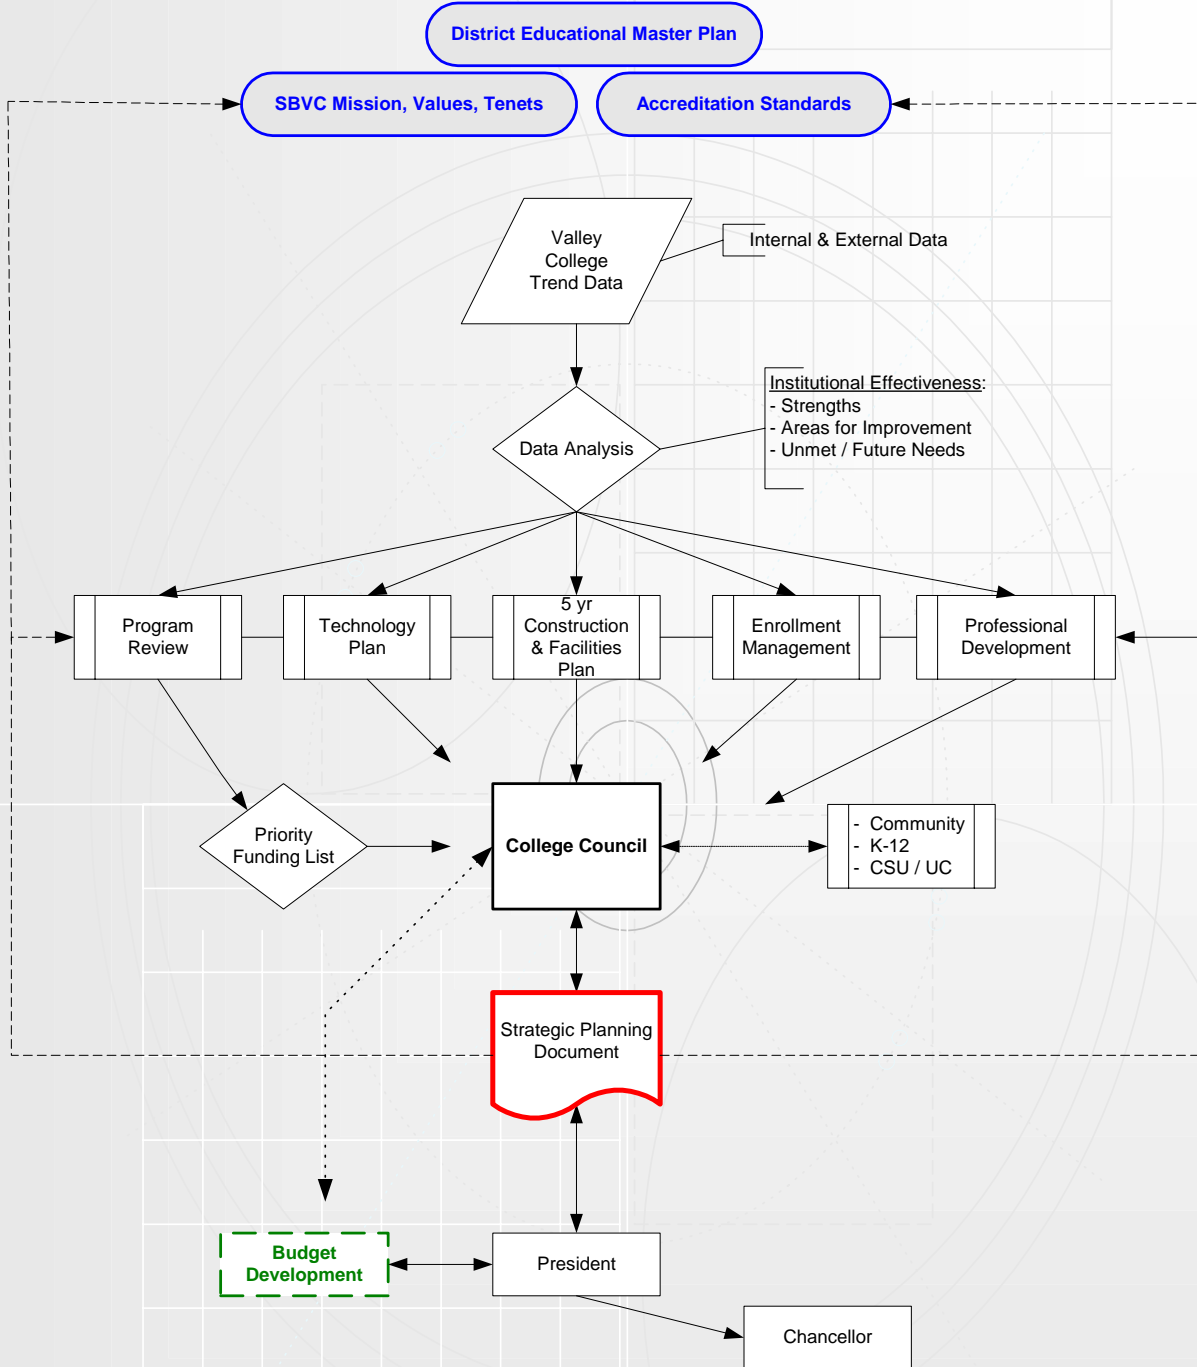 District Educational Master Plan
SBVC Mission, Values, Tenets
Accreditation Standards
Valley
College
Trend Data
Internal & External Data
Data Analysis
Institutional Effectiveness:
- Strengths
- Areas for Improvement
- Unmet / Future Needs
Program
Review
Technology
Plan
5 yr
Construction
& Facilities
Plan
Enrollment
Management
Professional
Development
Priority
Funding List
College Council
- Community
- K-12
- CSU / UC
Strategic Planning
Document
Budget
Development
President
Chancellor